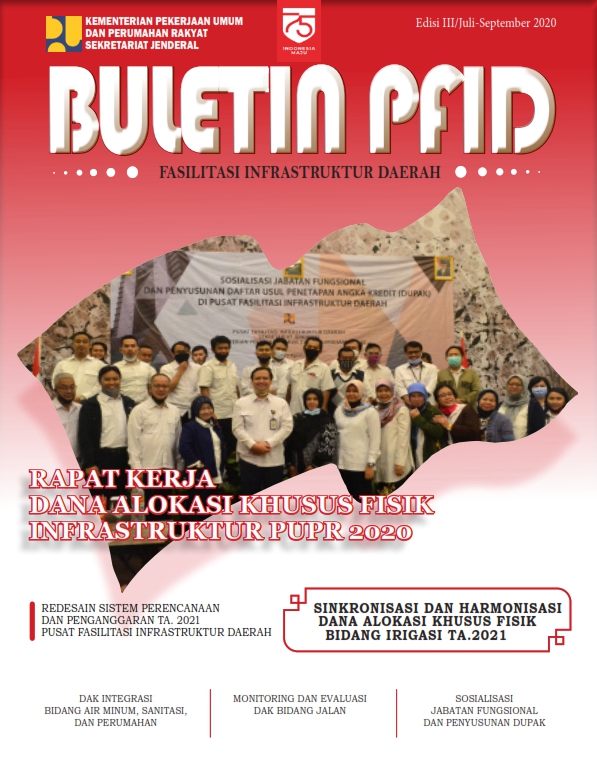 KEMENTERIAN PEKERJAAN UMUM
DAN PERUMAHAN RAKYAT
SEKRETARIAT JENDERAL
75
INDONESIA
MAJU
Edisi III/Juli-September 2020
BULETIN PFID
FASILITASI INFRASTRUKTUR DAERAH
SOSIALISASI JABATAN FUNGSIONAL
DAN PENYUSUNAN DAFTAR USUL PENETAPAN ANGKA KREDIT (DUPAK)
DI PUSAT FASILITASI INFRASTRUKTUR DAERAH
PUSAT FASILITASI INFRASTRUKTUR DAERAH
RAPAT KERJA
DANA ALOKASI KHUSUS FISIK
INFRASTRUKTUR PUPR 2020
REDESAIN SISTEM PERENCANAAN
DAN PENGANGGARAN TA. 2021
PUSAT FASILITASI INFRASTRUKTUR DAERAH
SINKRONISASI DAN HARMONISASI
DANA ALOKASI KHUSUS FISIK
BIDANG IRIGASI TA.2021
DAK INTEGRASI
BIDANG AIR MINUM, SANITASI,
DAN PERUMAHAN
MONITORING DAN EVALUASI
DAK BIDANG JALAN
SOSIALISASI
JABATAN FUNGSIONAL
DAN PENYUSUNAN DUPAK